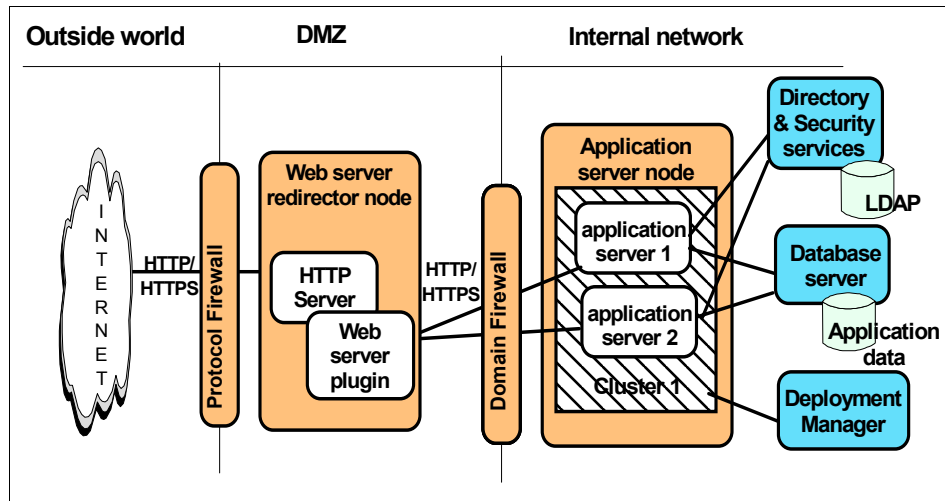 Outside world
DMZ
Internal network
INTERNET
HTTP/
HTTPS
Protocol Firewall
Web server
redirector node
HTTP
Server
Web
server
plugin
HTTP/
HTTPS
Domain Firewall
Application
server node
application
server 1
application
server 2
Cluster 1
Directory
& Security
services
LDAP
Database
server
Application
data
Deployment
Manager